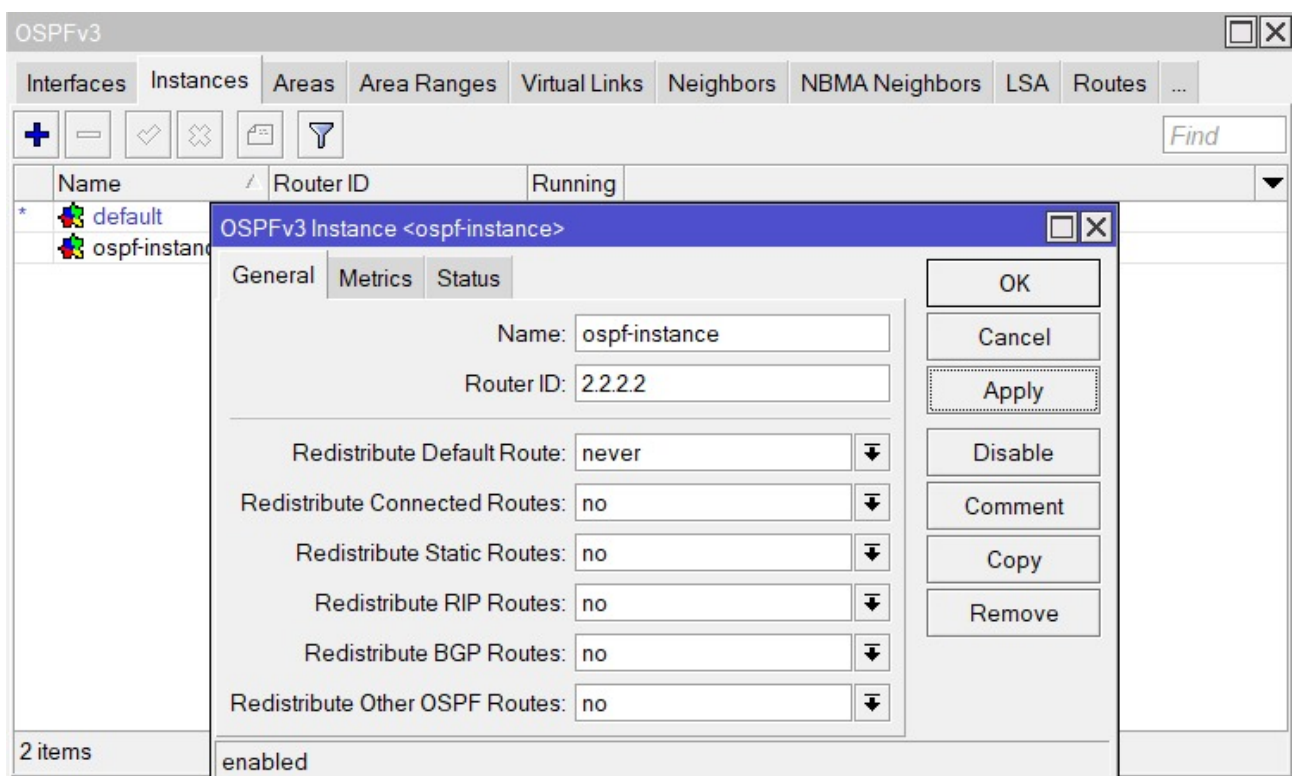 OSPFv3
Interfaces Instances Areas Area Ranges Virtual Links Neighbors NBMA Neighbors LSA Routes ...
Find
Name Router ID Running
* default
ospf-instanc
OSPFv3 Instance <ospf-instance>
General Metrics Status
Name: ospf-instance
Router ID: 2.2.2.2
Redistribute Default Route: never
Redistribute Connected Routes: no
Redistribute Static Routes: no
Redistribute RIP Routes: no
Redistribute BGP Routes: no
Redistribute Other OSPF Routes: no
OK
Cancel
Apply
Disable
Comment
Copy
Remove
2 items
enabled